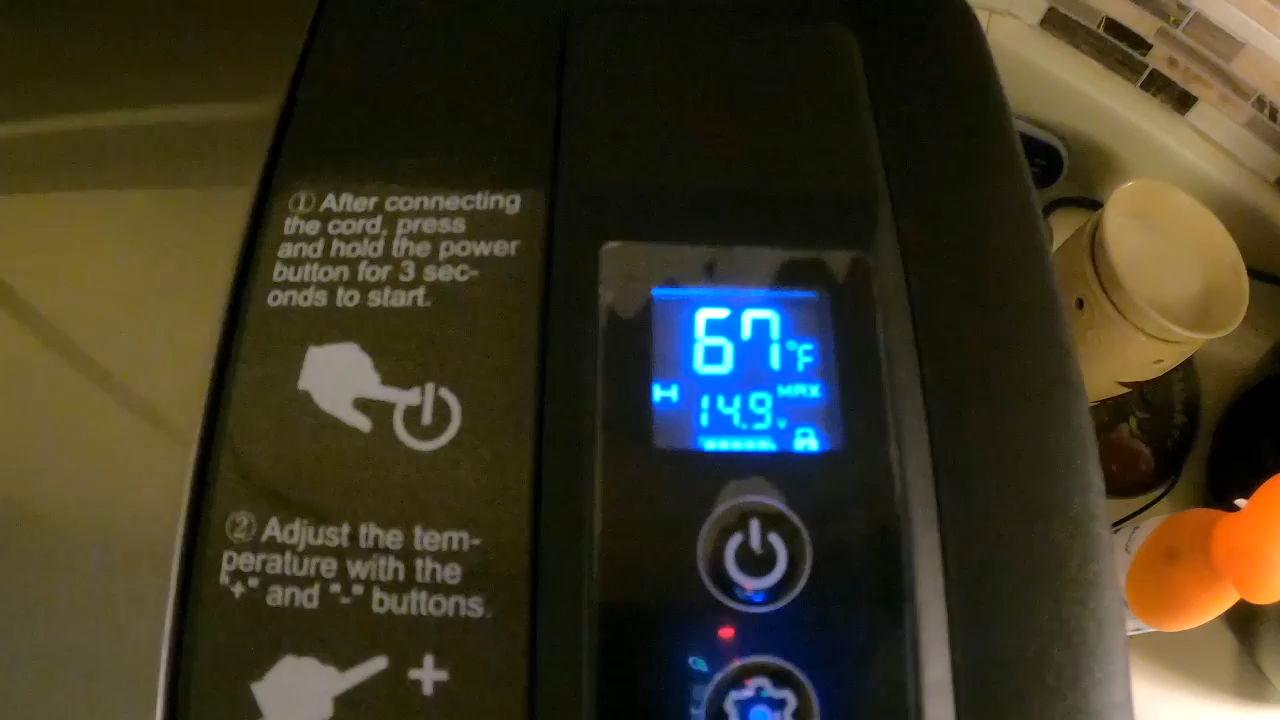 ① After connecting
the cord, press
and hold the power
button for 3 sec-
onds to start.
② Adjust the tem-
perature with the
"+" and "-" buttons.
+
67°F
H MAX
14.9v